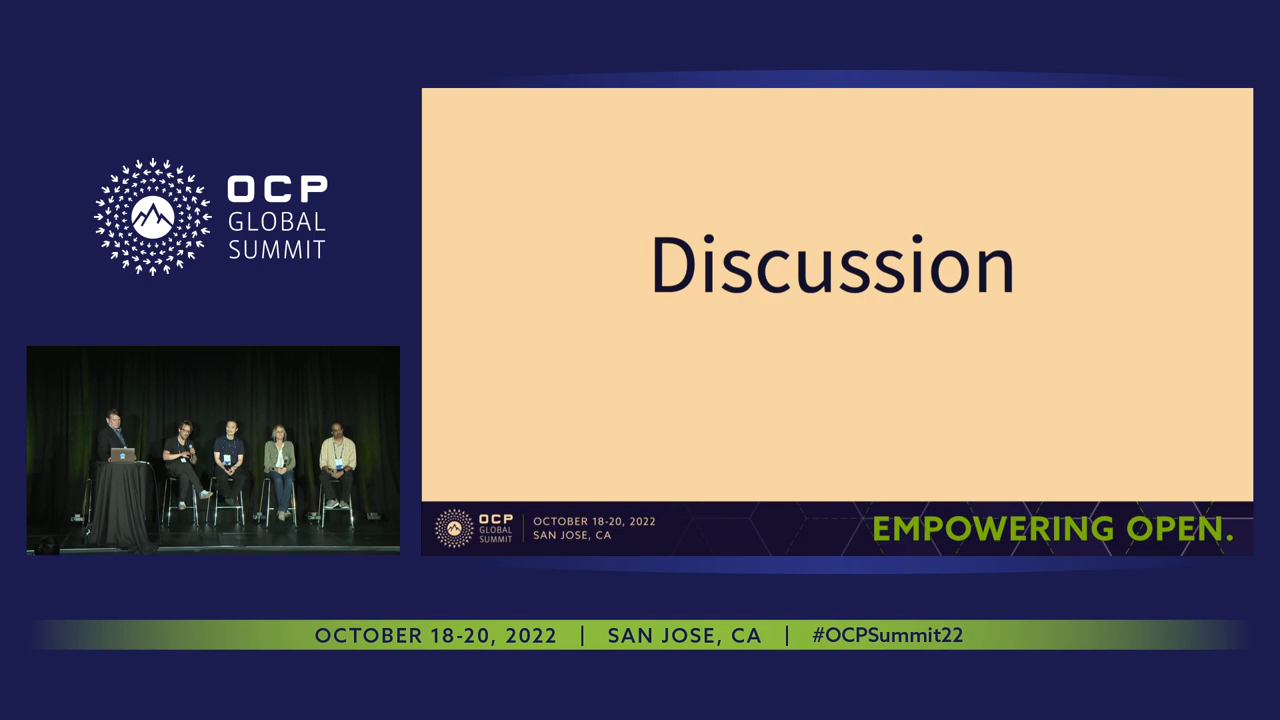 OCP
GLOBAL
SUMMIT
Discussion
OCP
GLOBAL
SUMMIT
OCTOBER 18-20, 2022
SAN JOSE, CA
EMPOWERING OPEN.
OCTOBER 18-20, 2022 | SAN JOSE, CA | #OCPSummit22